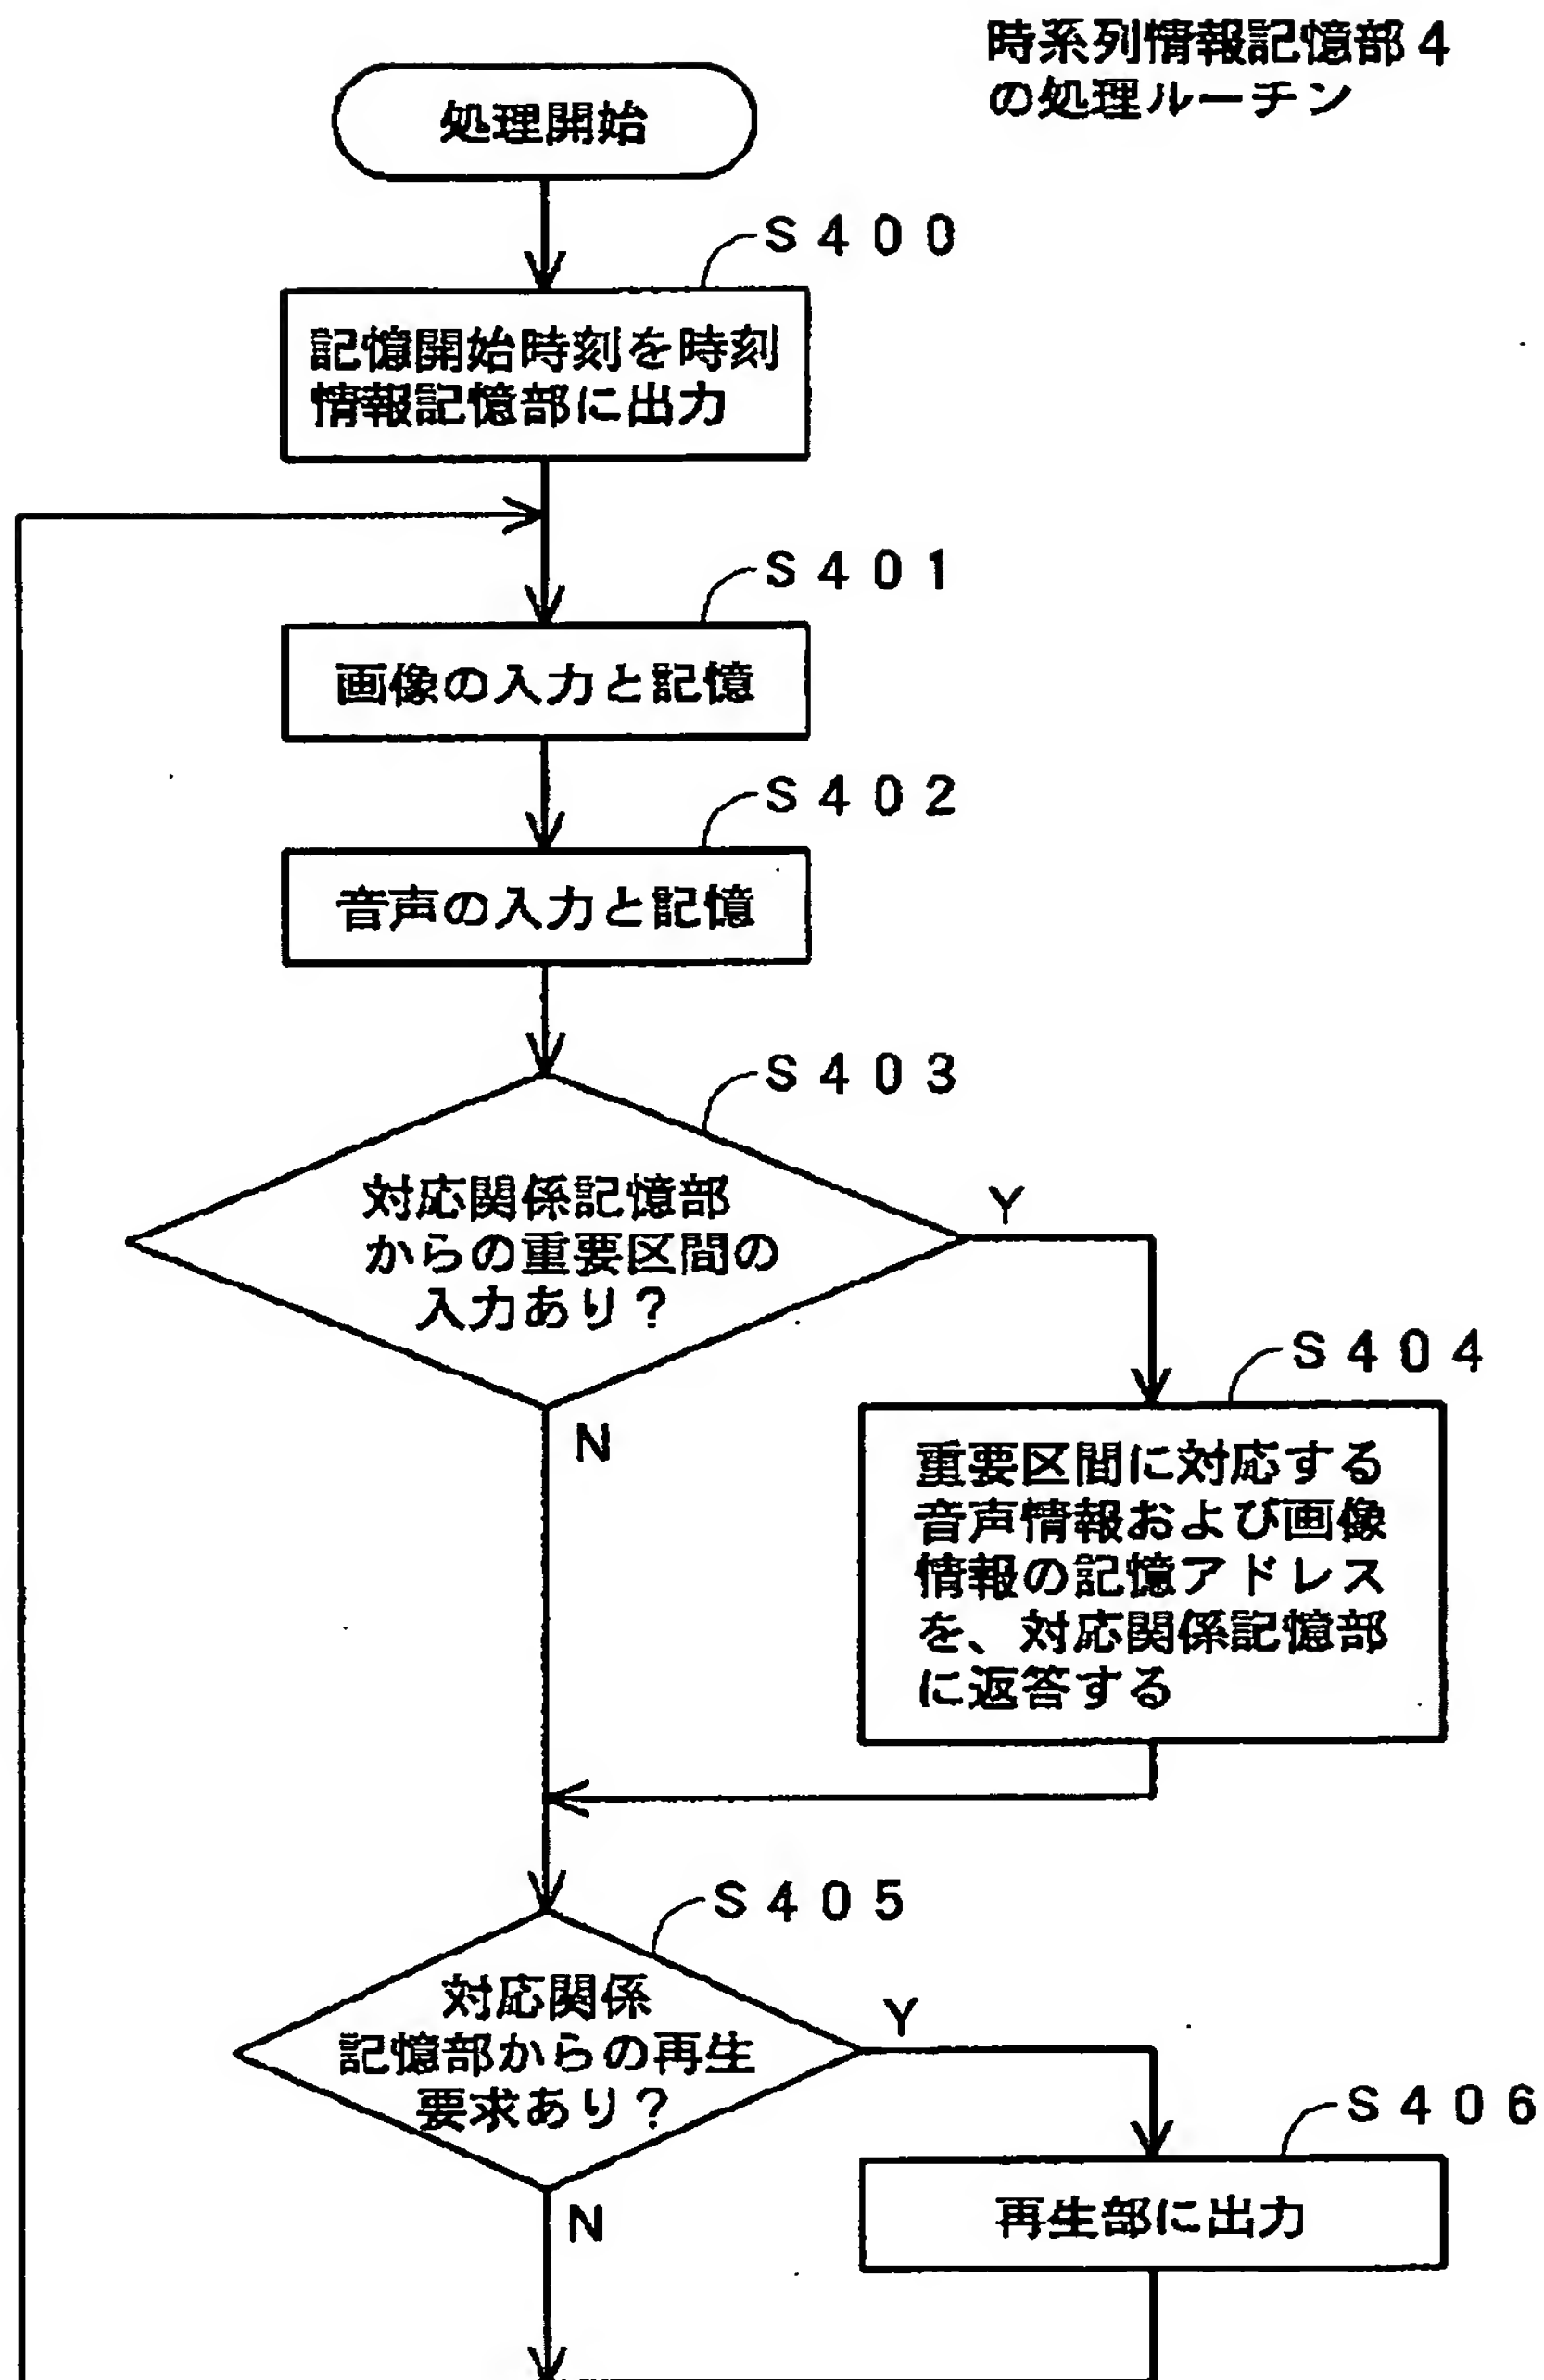 時系列情報記憶部4
の処理ルーチン
処理開始
S400
記憶開始時刻を時刻
情報記憶部に出力
S401
画像の入力と記憶
S402
音声の入力と記憶
S403
対応関係記憶部
からの重要区間の
入力あり？
Y
N
S404
重要区間に対応する
音声情報および画像
情報の記憶アドレス
を、対応関係記憶部
に返答する
S405
対応関係
記憶部からの再生
要求あり？
Y
N
S406
再生部に出力